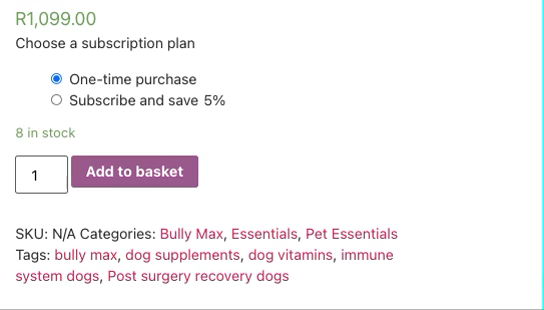 R1,099.00
Choose a subscription plan
One-time purchase
Subscribe and save 5%
8 in stock
1 Add to basket
SKU: N/A Categories: Bully Max, Essentials, Pet Essentials
Tags: bully max, dog supplements, dog vitamins, immune
system dogs, Post surgery recovery dogs